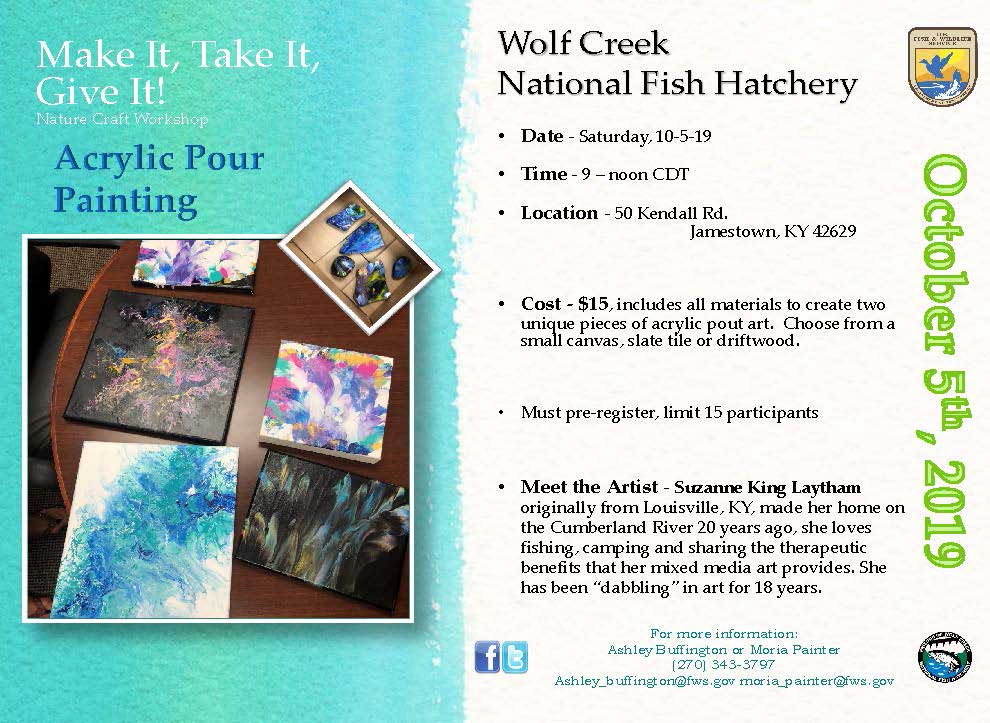 Make It, Take It,
Give It!
Nature Craft Workshop
Acrylic Pour
Painting
Wolf Creek
National Fish Hatchery
• Date - Saturday, 10-5-19
• Time - 9 – noon CDT
• Location - 50 Kendall Rd.
Jamestown, KY 42629
• Cost - $15, includes all materials to create two
unique pieces of acrylic pout art. Choose from a
small canvas, slate tile or driftwood.
• Must pre-register, limit 15 participants
• Meet the Artist - Suzanne King Laytham
originally from Louisville, KY, made her home on
the Cumberland River 20 years ago, she loves
fishing, camping and sharing the therapeutic
benefits that her mixed media art provides. She
has been “dabbling” in art for 18 years.
For more information:
Ashley Buffington or Moria Painter
(270) 343-3797
Ashley_buffington@fws.gov moria_painter@fws.gov
October 5th, 2019
U.S.
FISH & WILDLIFE
SERVICE